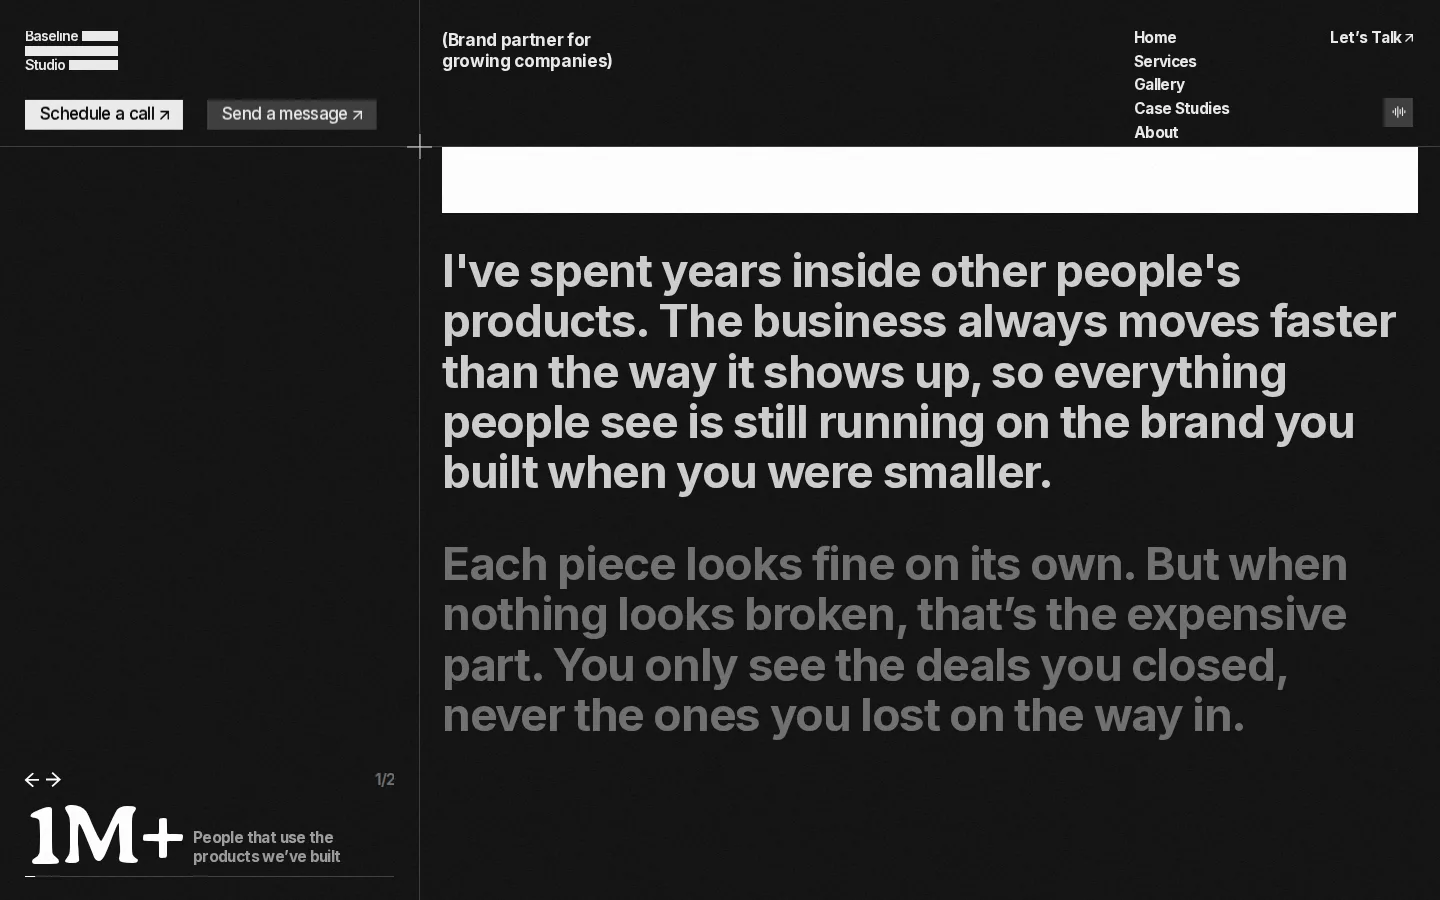 Baseline
Studio
Schedule a call ↗
Send a message ↗
(Brand partner for
growing companies)
Home
Services
Gallery
Case Studies
About
Let’s Talk ↗
I've spent years inside other people's
products. The business always moves faster
than the way it shows up, so everything
people see is still running on the brand you
built when you were smaller.
Each piece looks fine on its own. But when
nothing looks broken, that’s the expensive
part. You only see the deals you closed,
never the ones you lost on the way in.
← →
1/2
1M+
People that use the
products we’ve built